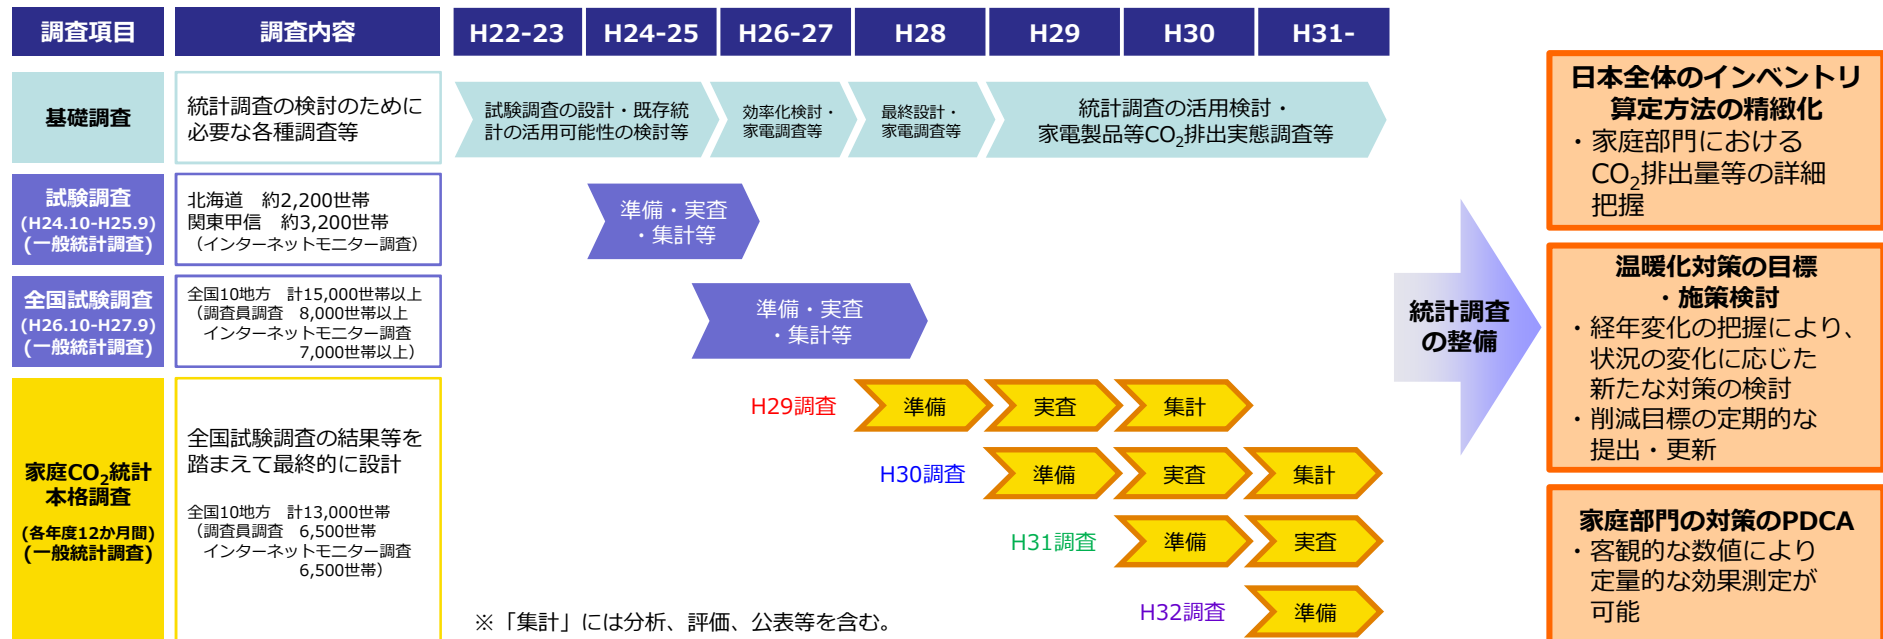 調査項目
調査内容
H22-23
H24-25
H26-27
H28
H29
H30
H31-
基礎調査
統計調査の検討のために
必要な各種調査等
試験調査の設計・既存統
計の活用可能性の検討等
効率化検討・
家電調査等
最終設計・
家電調査等
統計調査の活用検討・
家電製品等CO₂排出実態調査等
試験調査
(H24.10-H25.9)
(一般統計調査)
北海道　約2,200世帯
関東甲信　約3,200世帯
（インターネットモニター調査）
準備・実査
・集計等
全国試験調査
(H26.10-H27.9)
(一般統計調査)
全国10地方　計15,000世帯以上
（調査員調査　8,000世帯以上
インターネットモニター調査
7,000世帯以上）
準備・実査
・集計等
家庭CO₂統計
本格調査
(各年度12か月間)
(一般統計調査)
全国試験調査の結果等を
踏まえて最終的に設計
全国10地方　計13,000世帯
（調査員調査　6,500世帯
インターネットモニター調査
6,500世帯）
H29調査
準備
実査
集計
H30調査
準備
実査
集計
H31調査
準備
実査
H32調査
準備
※「集計」には分析、評価、公表等を含む。
統計調査
の整備
日本全体のインベントリ
算定方法の精緻化
・家庭部門における
CO₂排出量等の詳細
把握
温暖化対策の目標
・施策検討
・経年変化の把握により、
状況の変化に応じた
新たな対策の検討
・削減目標の定期的な
提出・更新
家庭部門の対策のPDCA
・客観的な数値により
定量的な効果測定が
可能